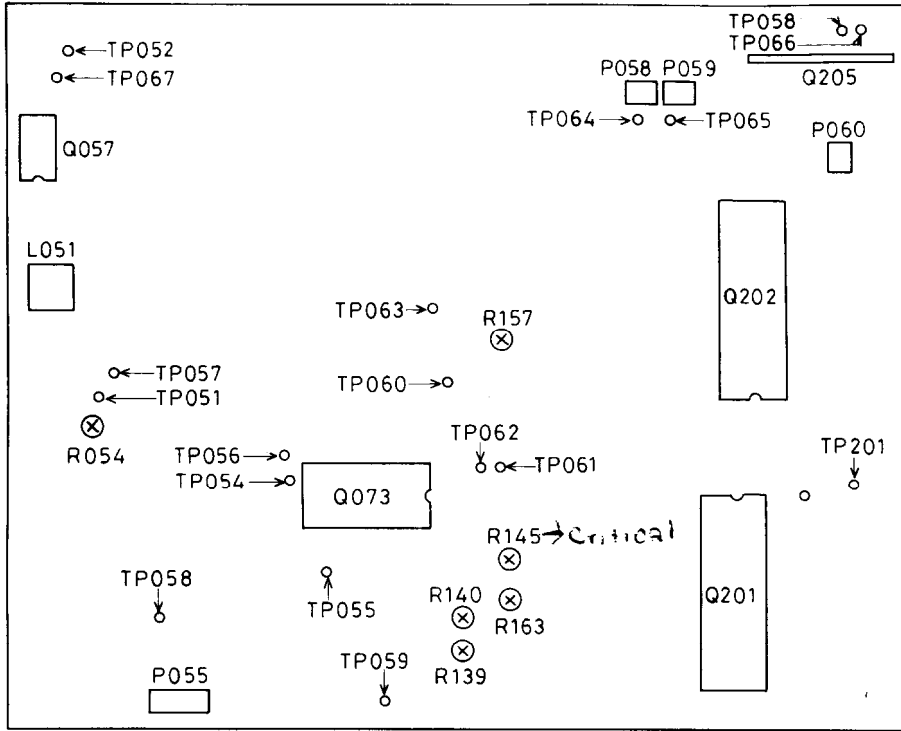 TP058
TP066
TP052
TP067
P058 P059
Q205
TP064
TP065
P060
Q057
L051
Q202
TP063
R157
TP057
TP060
TP051
R054
TP062
TP056
TP061
TP201
TP054
Q073
R145 → Critical
TP058
R140
Q201
TP055
R163
TP059
R139
P055